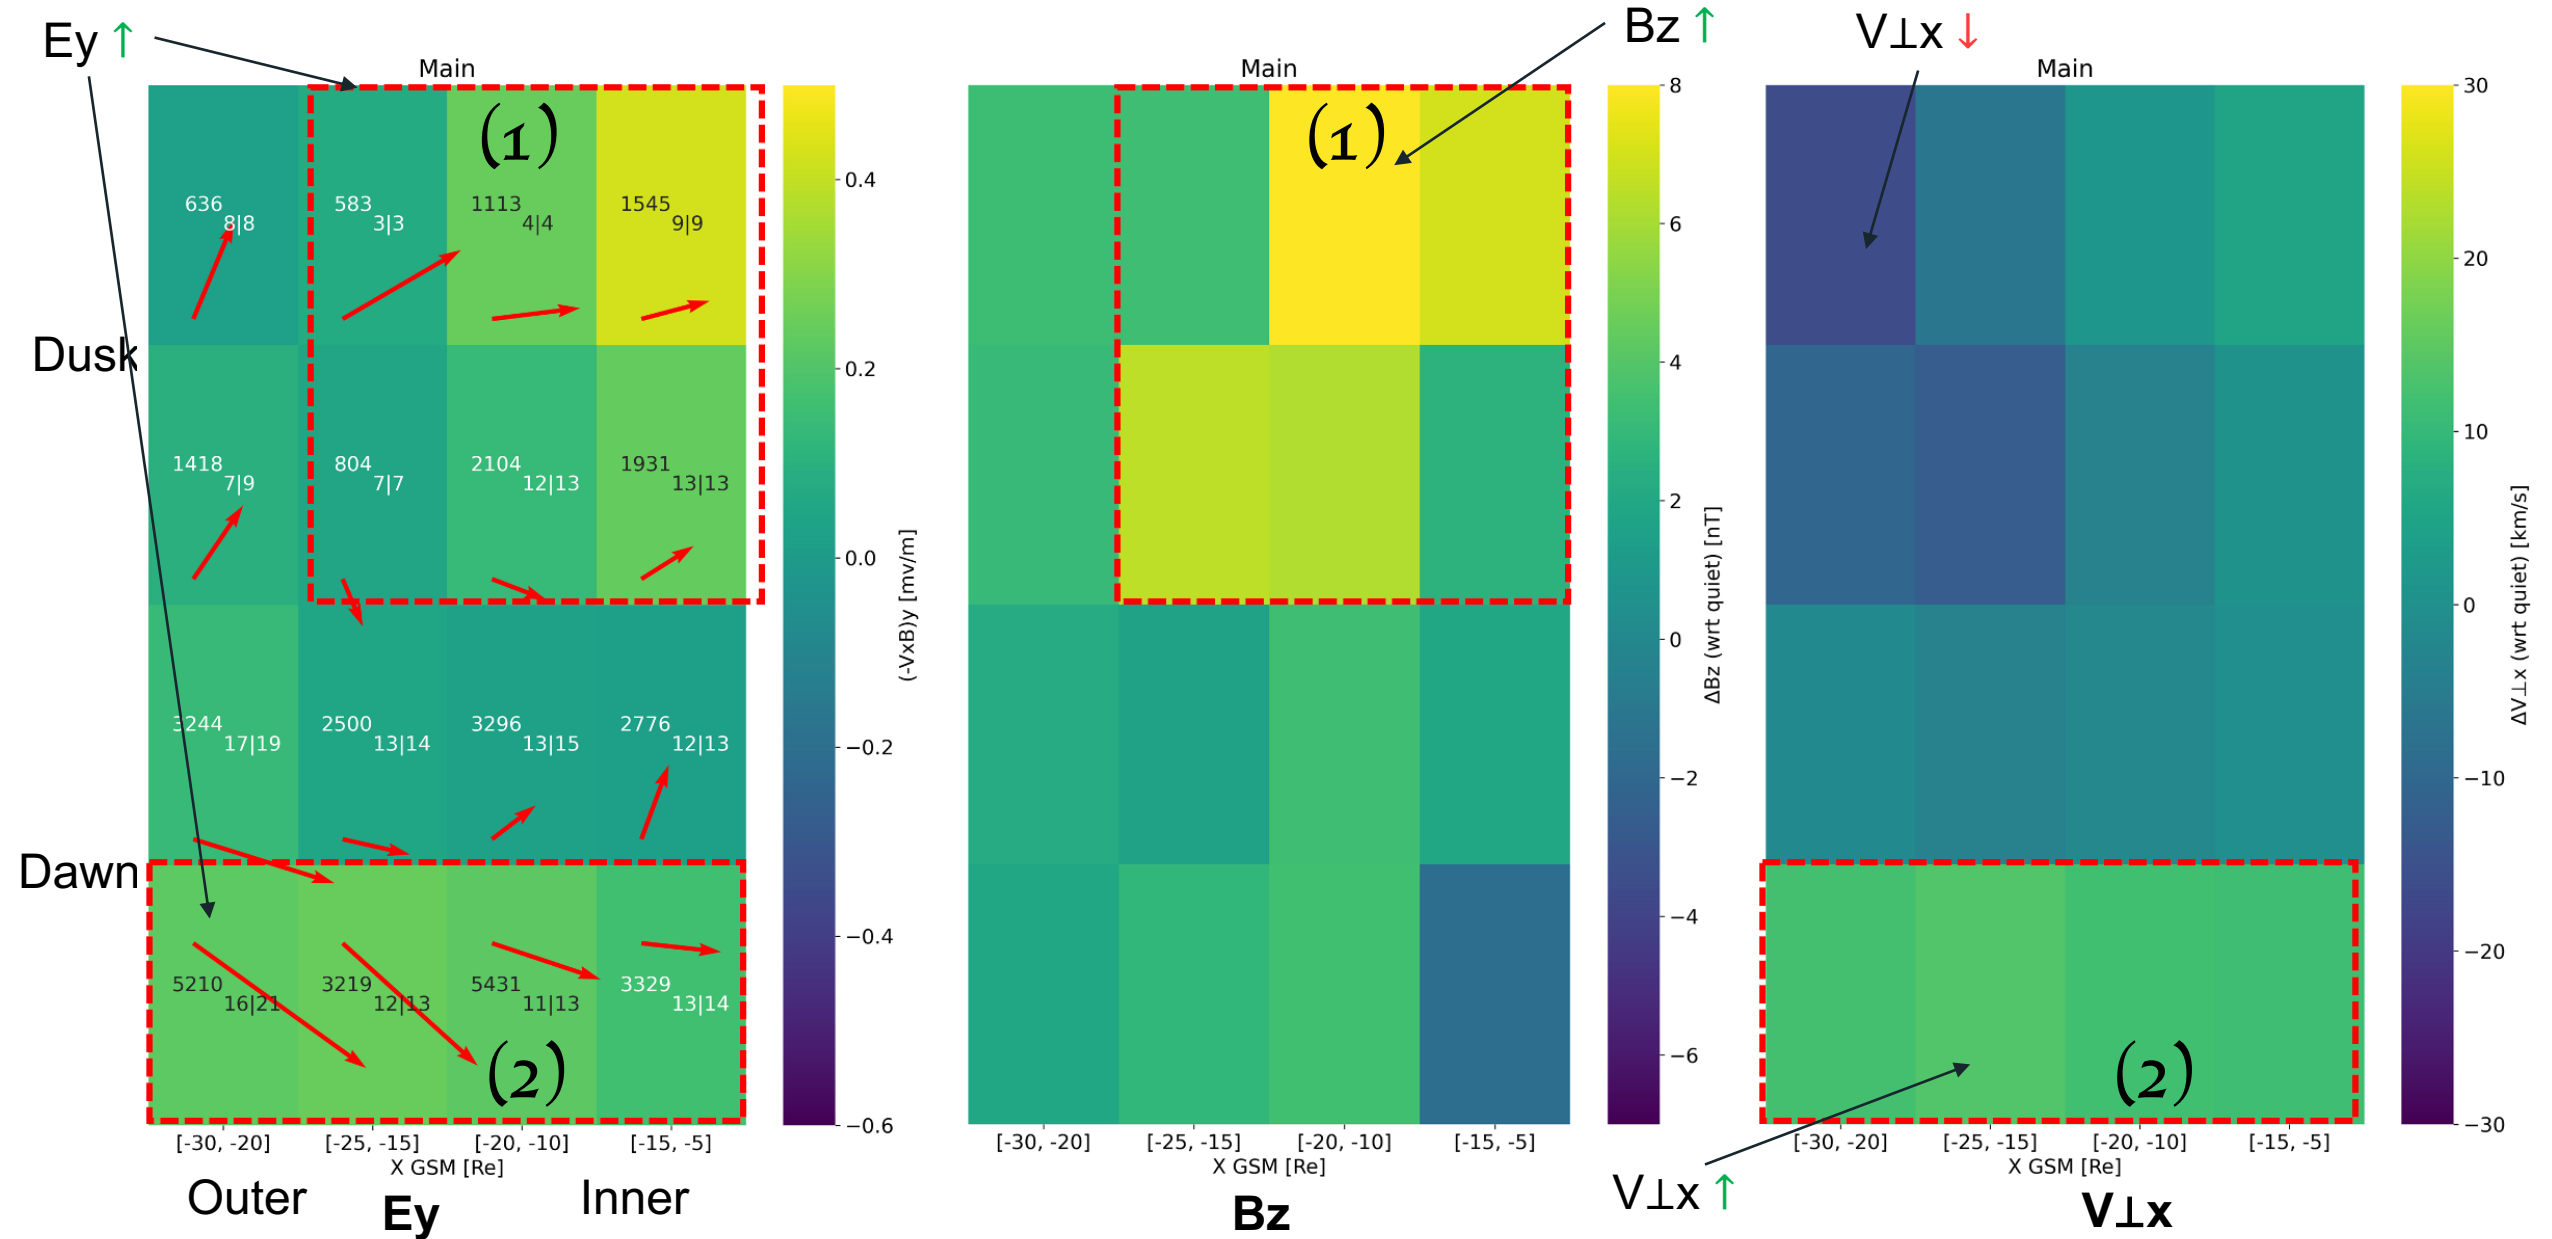 Ey ↑
Bz ↑
V⊥x ↓
Main
Main
Main
(1)
(1)
636
8|8
583
3|3
1113
4|4
1545
9|9
Dusk
1418
7|9
804
7|7
2104
12|13
1931
13|13
3244
17|19
2500
13|14
3296
13|15
2776
12|13
Dawn
5210
16|21
3219
12|13
5431
11|13
3329
13|14
(2)
(2)
0.4
0.2
0.0
−0.2
−0.4
−0.6
(-VxB)y [mv/m]
8
6
4
2
0
−2
−4
−6
ΔBz (wrt quiet) [nT]
30
20
10
0
−10
−20
−30
ΔV⊥x (wrt quiet) [km/s]
[-30, -20] [-25, -15] [-20, -10] [-15, -5]
X GSM [Re]
[-30, -20] [-25, -15] [-20, -10] [-15, -5]
X GSM [Re]
[-30, -20] [-25, -15] [-20, -10] [-15, -5]
X GSM [Re]
Outer
Inner
V⊥x ↑
Ey
Bz
V⊥x